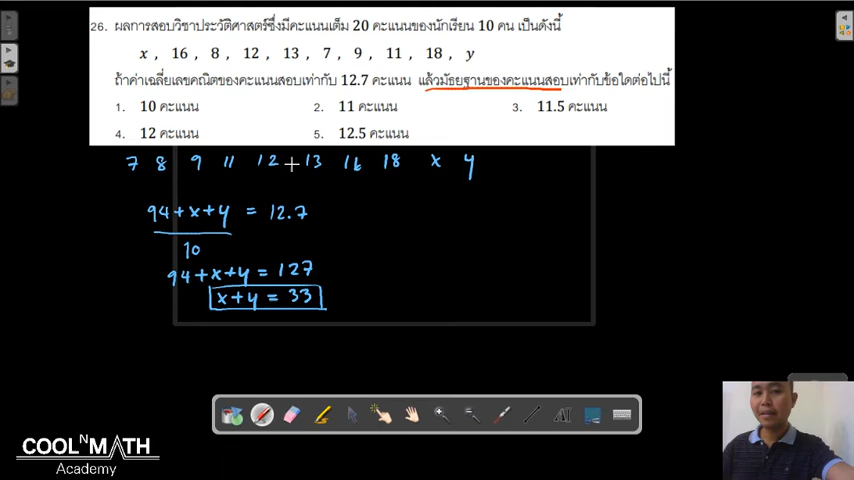 26. ผลการสอบวิชาประวัติศาสตร์ซึ่งมีคะแนนเต็ม 20 คะแนนของนักเรียน 10 คน เป็นดังนี้
x , 16 , 8 , 12 , 13 , 7 , 9 , 11 , 18 , y
ถ้าค่าเฉลี่ยเลขคณิตของคะแนนสอบเท่ากับ 12.7 คะแนน แล้วมัธยฐานของคะแนนสอบเท่ากับข้อใดต่อไปนี้
1. 10 คะแนน 2. 11 คะแนน 3. 11.5 คะแนน
4. 12 คะแนน 5. 12.5 คะแนน
7 8 9 11 12 13 16 18 x y
94+x+y = 12.7
10
94+x+y = 127
x+y = 33
AI
COOL N MATH
Academy